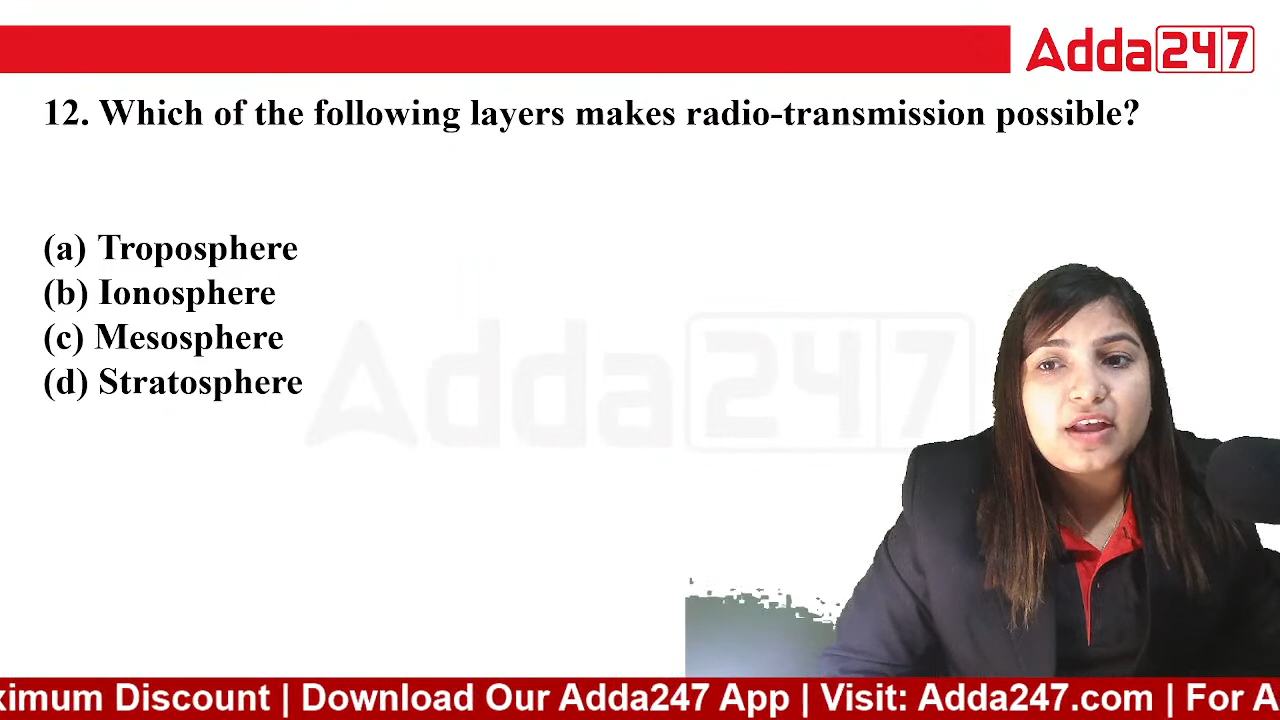 Adda247
12. Which of the following layers makes radio-transmission possible?
(a) Troposphere
(b) Ionosphere
(c) Mesosphere
(d) Stratosphere
Adda247
Discount | Download Our Adda247 App | Visit: Adda247.com | For